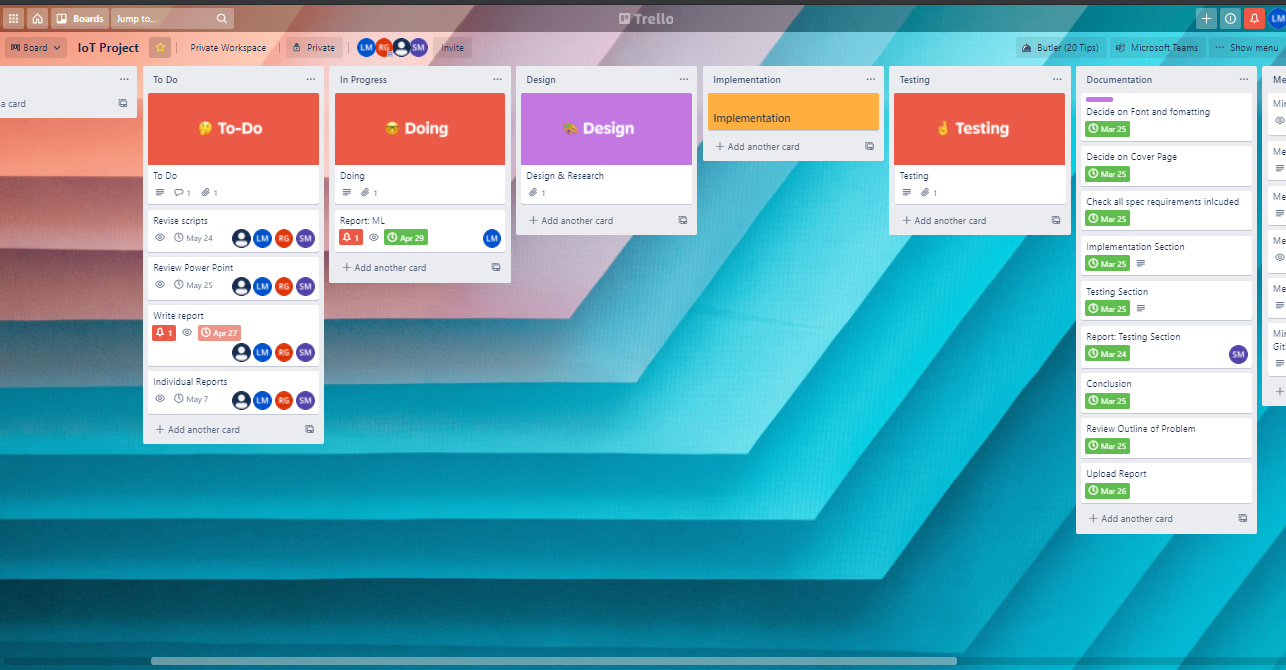 Boards
Jump to...
Trello
LM
Board
IoT Project
Private Workspace
Private
LM
RG
SM
Invite
Butler (20 Tips)
Microsoft Teams
Show menu
a card
To Do
To-Do
To Do
1
1
Revise scripts
May 24
LM
RG
SM
Review Power Point
May 25
LM
RG
SM
Write report
1
Apr 27
LM
RG
SM
Individual Reports
May 7
LM
RG
SM
Add another card
In Progress
Doing
Doing
1
Report: ML
1
Apr 29
LM
Add another card
Design
Design
Design & Research
1
Add another card
Implementation
Implementation
Add another card
Testing
Testing
Testing
1
Add another card
Documentation
Decide on Font and fomatting
Mar 25
Decide on Cover Page
Mar 25
Check all spec requirements inlcuded
Mar 25
Implementation Section
Mar 25
Testing Section
Mar 25
Report: Testing Section
Mar 24
SM
Conclusion
Mar 25
Review Outline of Problem
Mar 25
Upload Report
Mar 26
Add another card
Me
Me
Me
Me
Me